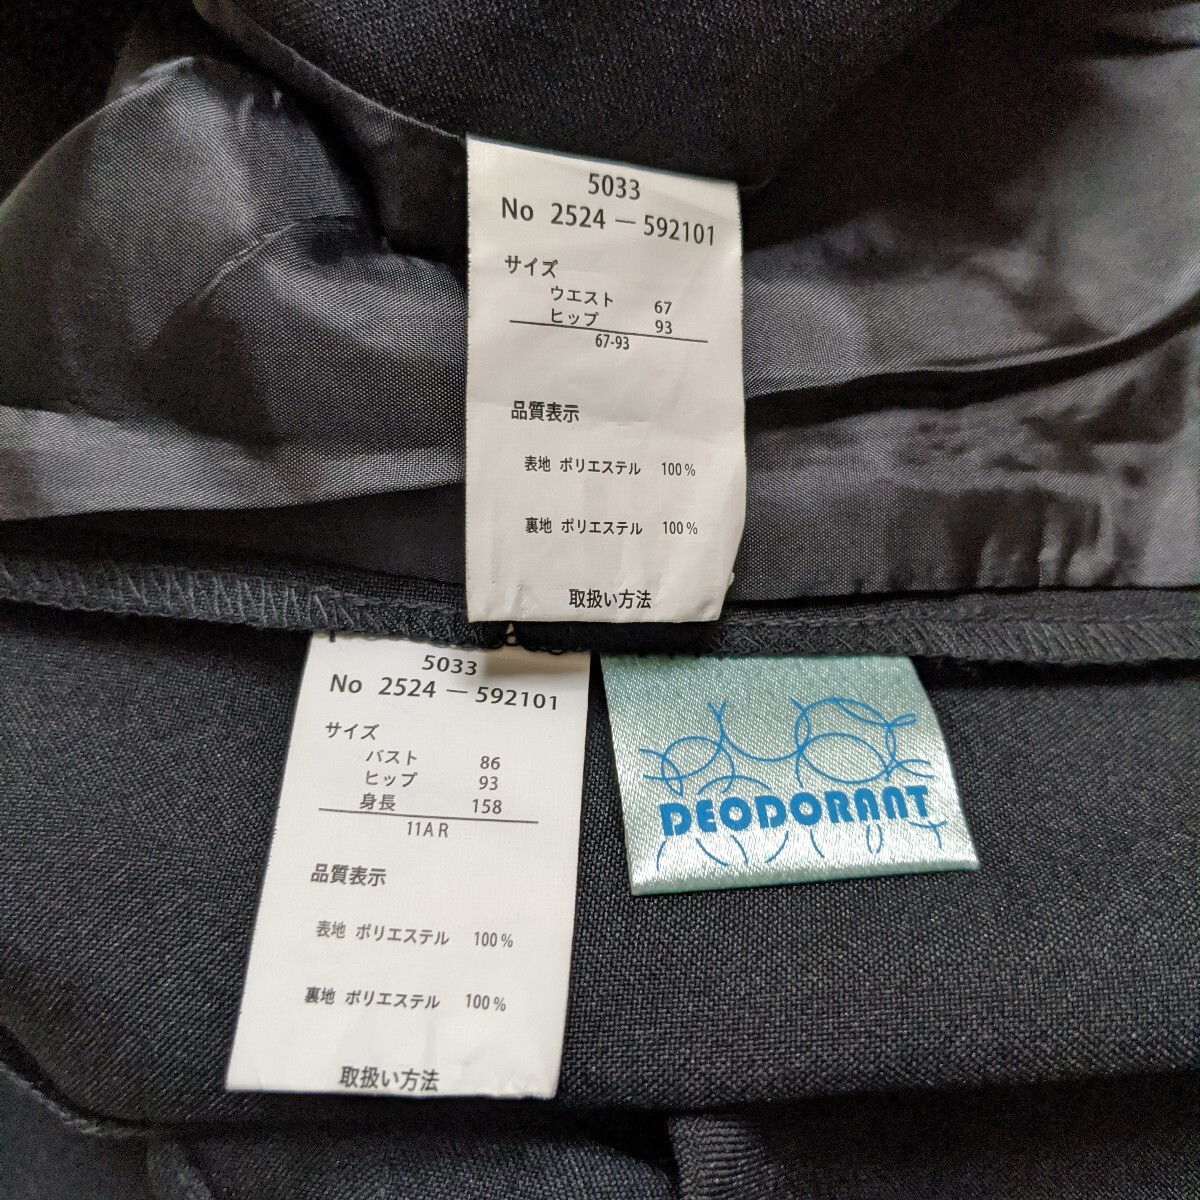 5033
No 2524 — 592101
サイズ
ウエスト 67
ヒップ 93
67-93
品質表示
表地 ポリエステル 100%
裏地 ポリエステル 100%
取扱い方法
5033
No 2524 — 592101
サイズ
バスト 86
ヒップ 93
身長 158
11AR
品質表示
表地 ポリエステル 100%
裏地 ポリエステル 100%
取扱い方法
DEODORANT